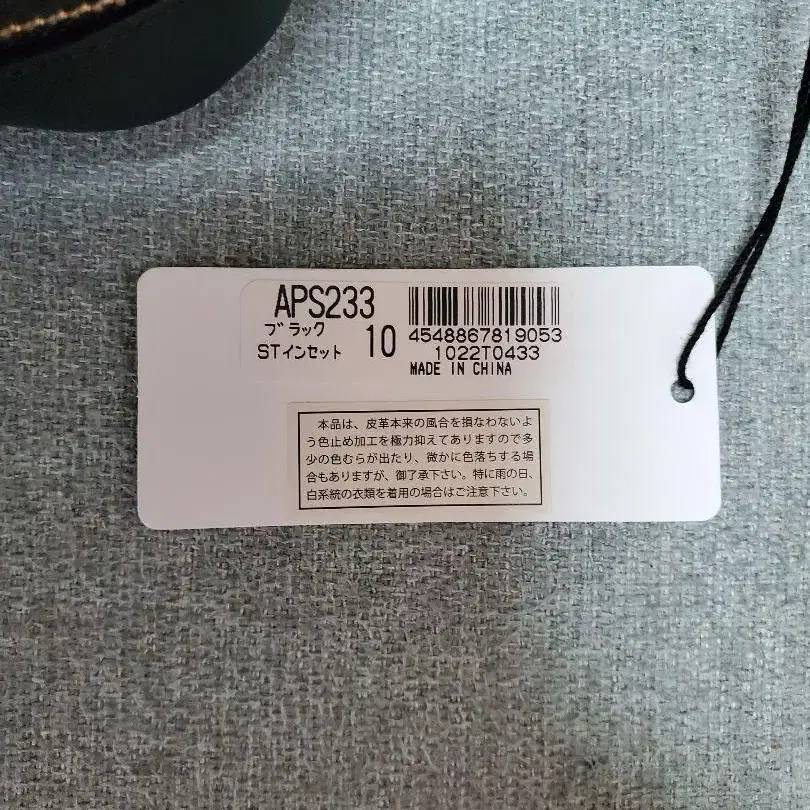 APS233
ブラック
STインセット 10
4548867819053
1022T0433
MADE IN CHINA
本品は、皮革本来の風合を損なわないよ
う色止め加工を極力抑えてありますので多
少の色むらが出たり、微かに色落ちする場
合もありますが、御了承下さい。特に雨の日、
白系統の衣類を着用の場合はご注意下さい。